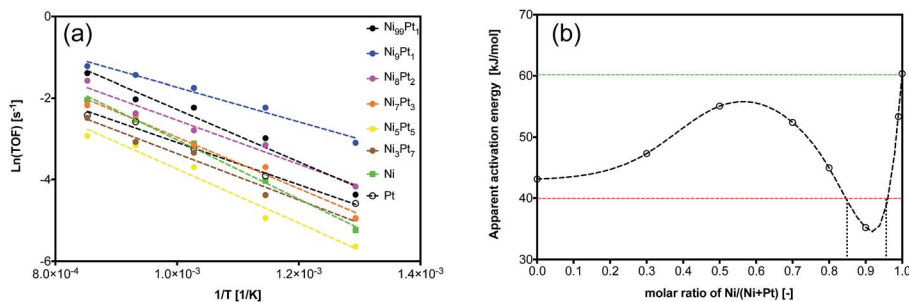 (a)
Ln(TOF) [s⁻¹]
0
-2
-4
-6
8.0×10⁻⁴
1.0×10⁻³
1.2×10⁻³
1.4×10⁻³
1/T [1/K]
Ni₉₉Pt₁
Ni₉Pt₁
Ni₈Pt₂
Ni₇Pt₃
Ni₅Pt₅
Ni₃Pt₇
Ni
Pt
(b)
Apparent activation energy [kJ/mol]
70
60
50
40
30
0.0 0.1 0.2 0.3 0.4 0.5 0.6 0.7 0.8 0.9 1.0
molar ratio of Ni/(Ni+Pt) [-]